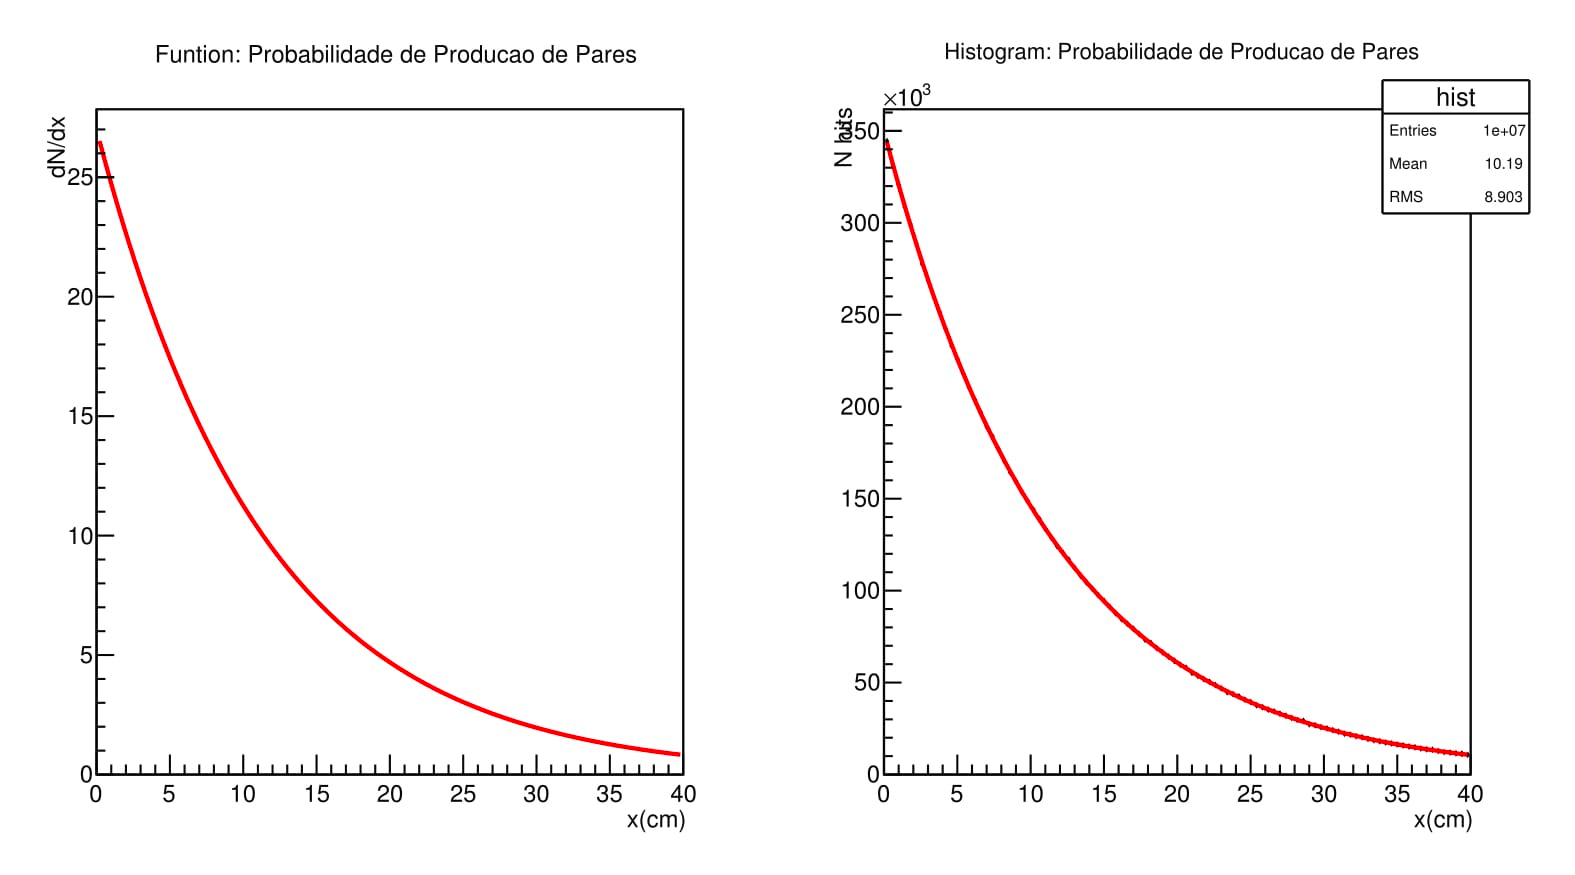 Funtion: Probabilidade de Producao de Pares
dN/dx
25
20
15
10
5
0
0 5 10 15 20 25 30 35 40
x(cm)
Histogram: Probabilidade de Producao de Pares
×10³
N hits
hist
Entries 1e+07
Mean 10.19
RMS 8.903
350
300
250
200
150
100
50
0
0 5 10 15 20 25 30 35 40
x(cm)